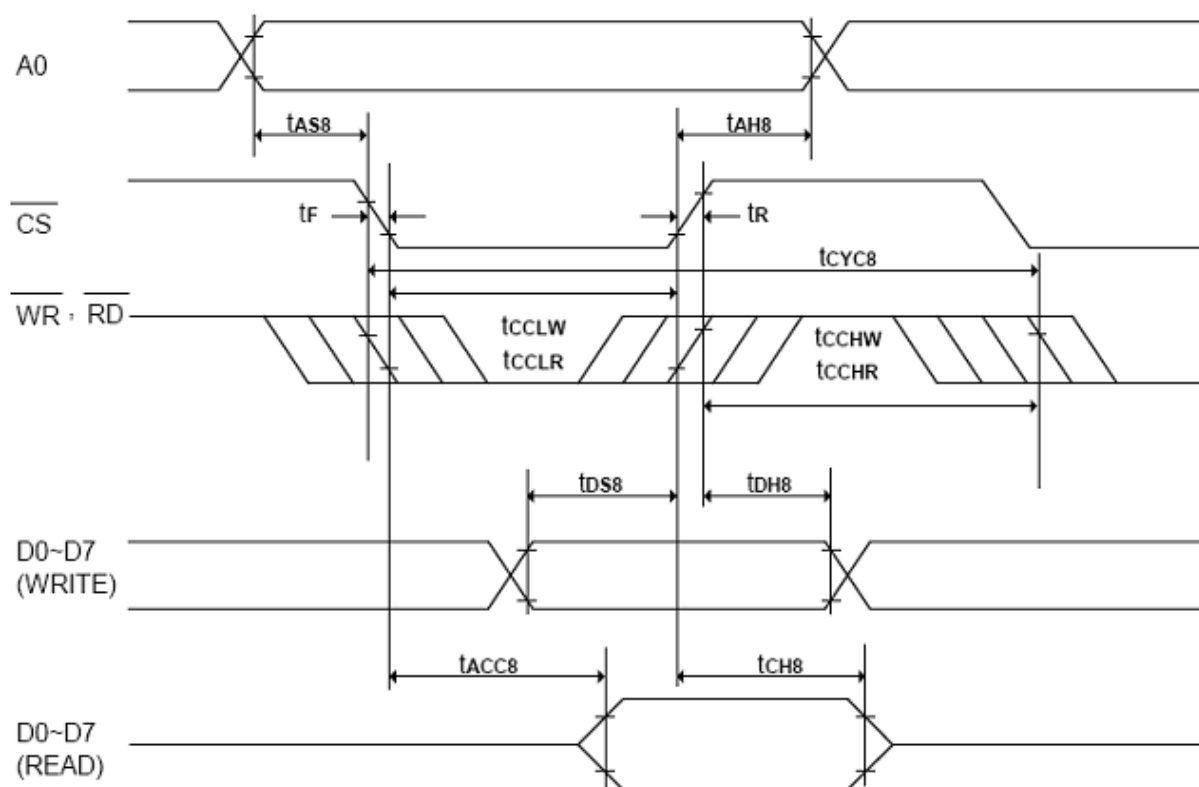 A0
tAS8
tAH8
CS
tF
tR
tCYC8
WR , RD
tCCLW
tCCLR
tCCHW
tCCHR
tDS8
tDH8
D0~D7
(WRITE)
tACC8
tCH8
D0~D7
(READ)